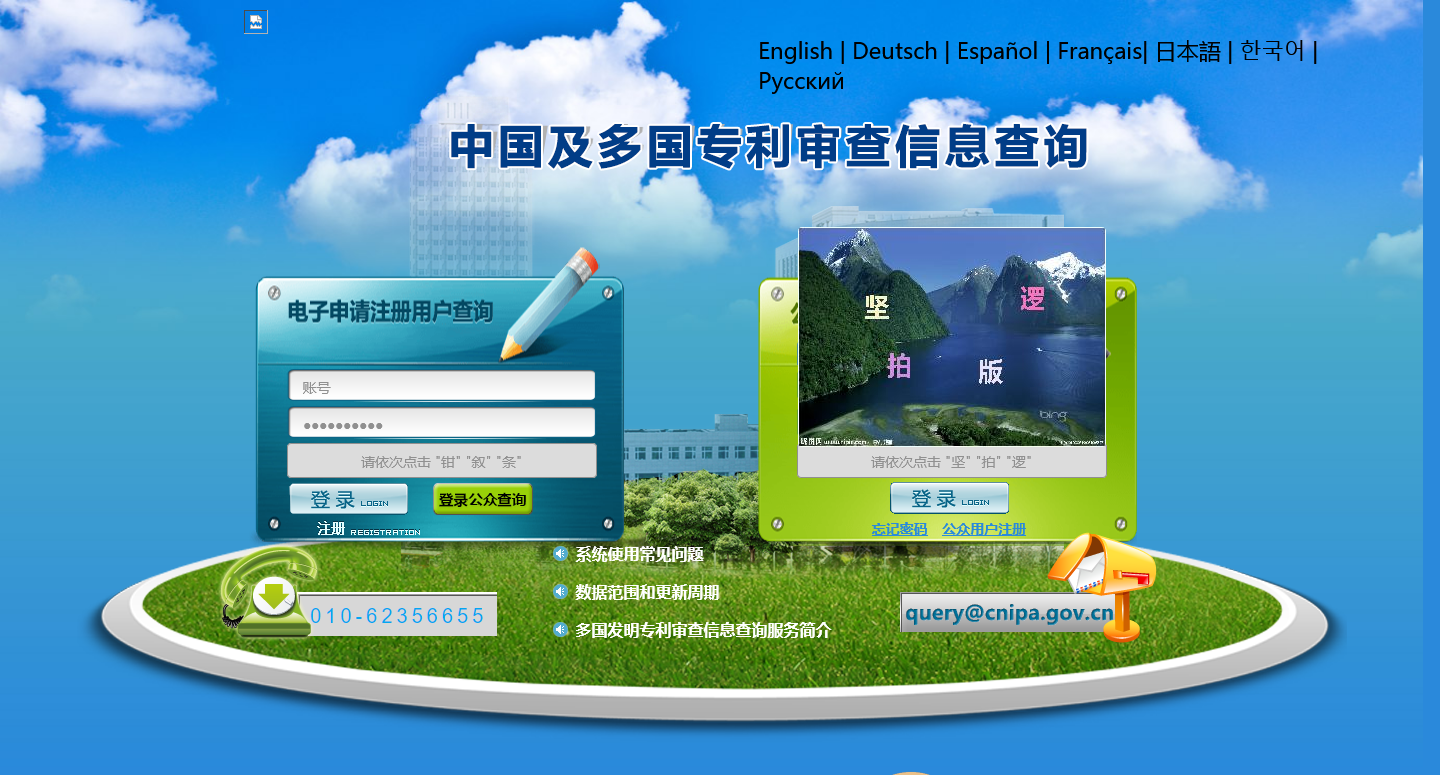 English | Deutsch | Español | Français| 日本語 | 한국어 |
Русский
中国及多国专利审查信息查询
电子申请注册用户查询
账号
••••••••••
请依次点击 "钳" "叙" "条"
登录 LOGIN
登录公众查询
注册 REGISTRATION
坚
逻
拍
版
bing
请依次点击 "坚" "拍" "逻"
登录 LOGIN
忘记密码 公众用户注册
系统使用常见问题
数据范围和更新周期
多国发明专利审查信息查询服务简介
010-62356655
query@cnipa.gov.cn